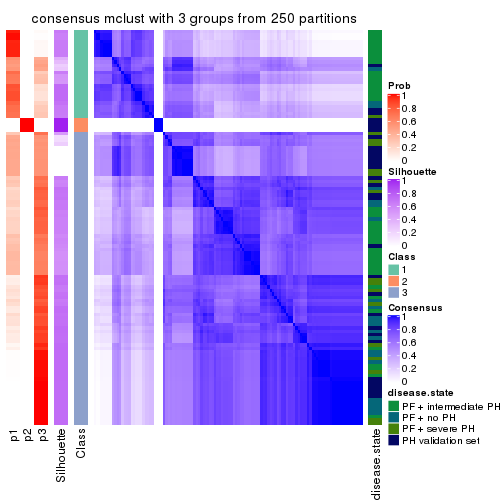 consensus mclust with 3 groups from 250 partitions
Prob
1
0.8
0.6
0.4
0.2
0
Silhouette
1
0.8
0.6
0.4
0.2
0
Class
1
2
3
Consensus
1
0.8
0.6
0.4
0.2
0
disease.state
PF + intermediate PH
PF + no PH
PF + severe PH
PH validation set
p1
p2
p3
Silhouette
Class
disease.state